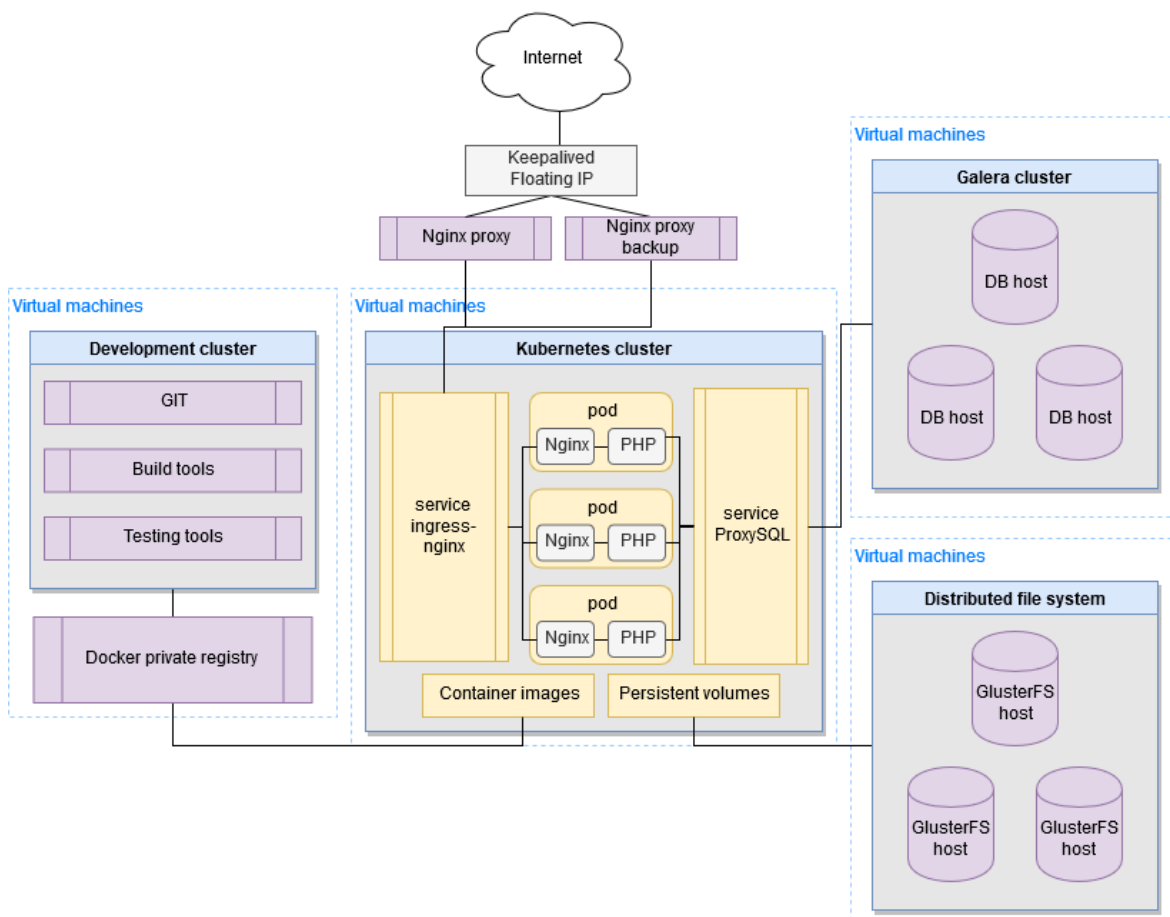 Internet
Keepalived
Floating IP
Nginx proxy
Nginx proxy
backup
Virtual machines
Development cluster
GIT
Build tools
Testing tools
Docker private registry
Virtual machines
Kubernetes cluster
service
ingress-
nginx
pod
Nginx
PHP
pod
Nginx
PHP
pod
Nginx
PHP
service
ProxySQL
Container images
Persistent volumes
Virtual machines
Galera cluster
DB host
DB host
DB host
Virtual machines
Distributed file system
GlusterFS
host
GlusterFS
host
GlusterFS
host